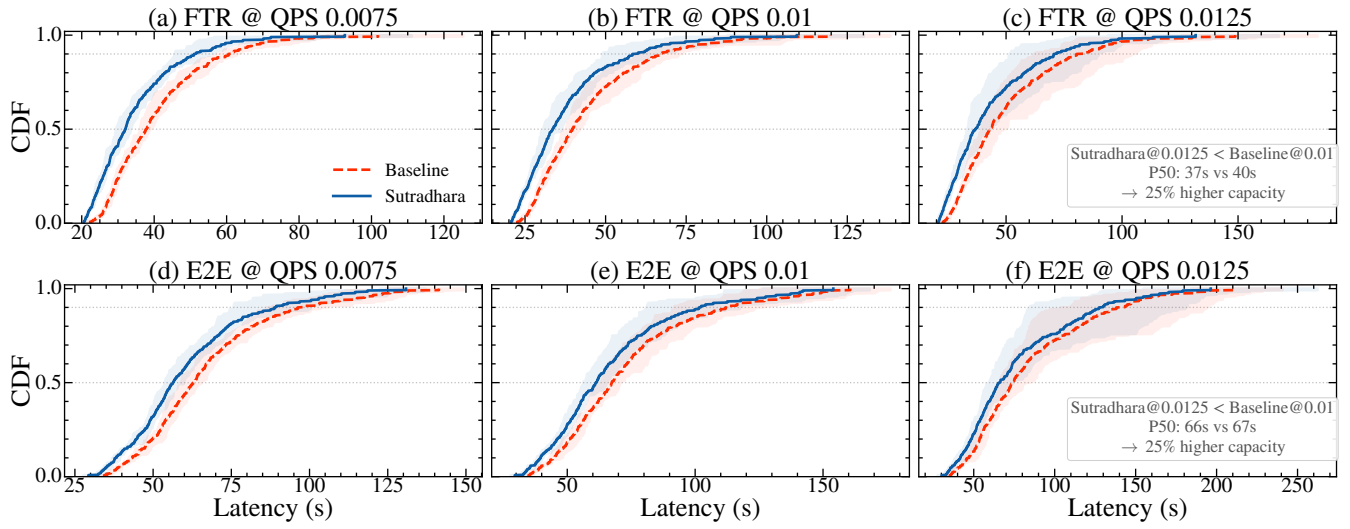 (a) FTR @ QPS 0.0075
(b) FTR @ QPS 0.01
(c) FTR @ QPS 0.0125
CDF
1.0
0.5
0.0
Baseline
Sutradhara
Sutradhara@0.0125 < Baseline@0.01
P50: 37s vs 40s
→ 25% higher capacity
20 40 60 80 100 120
25 50 75 100 125
50 100 150
(d) E2E @ QPS 0.0075
(e) E2E @ QPS 0.01
(f) E2E @ QPS 0.0125
CDF
1.0
0.5
0.0
Sutradhara@0.0125 < Baseline@0.01
P50: 66s vs 67s
→ 25% higher capacity
25 50 75 100 125 150
50 100 150
50 100 150 200 250
Latency (s)
Latency (s)
Latency (s)